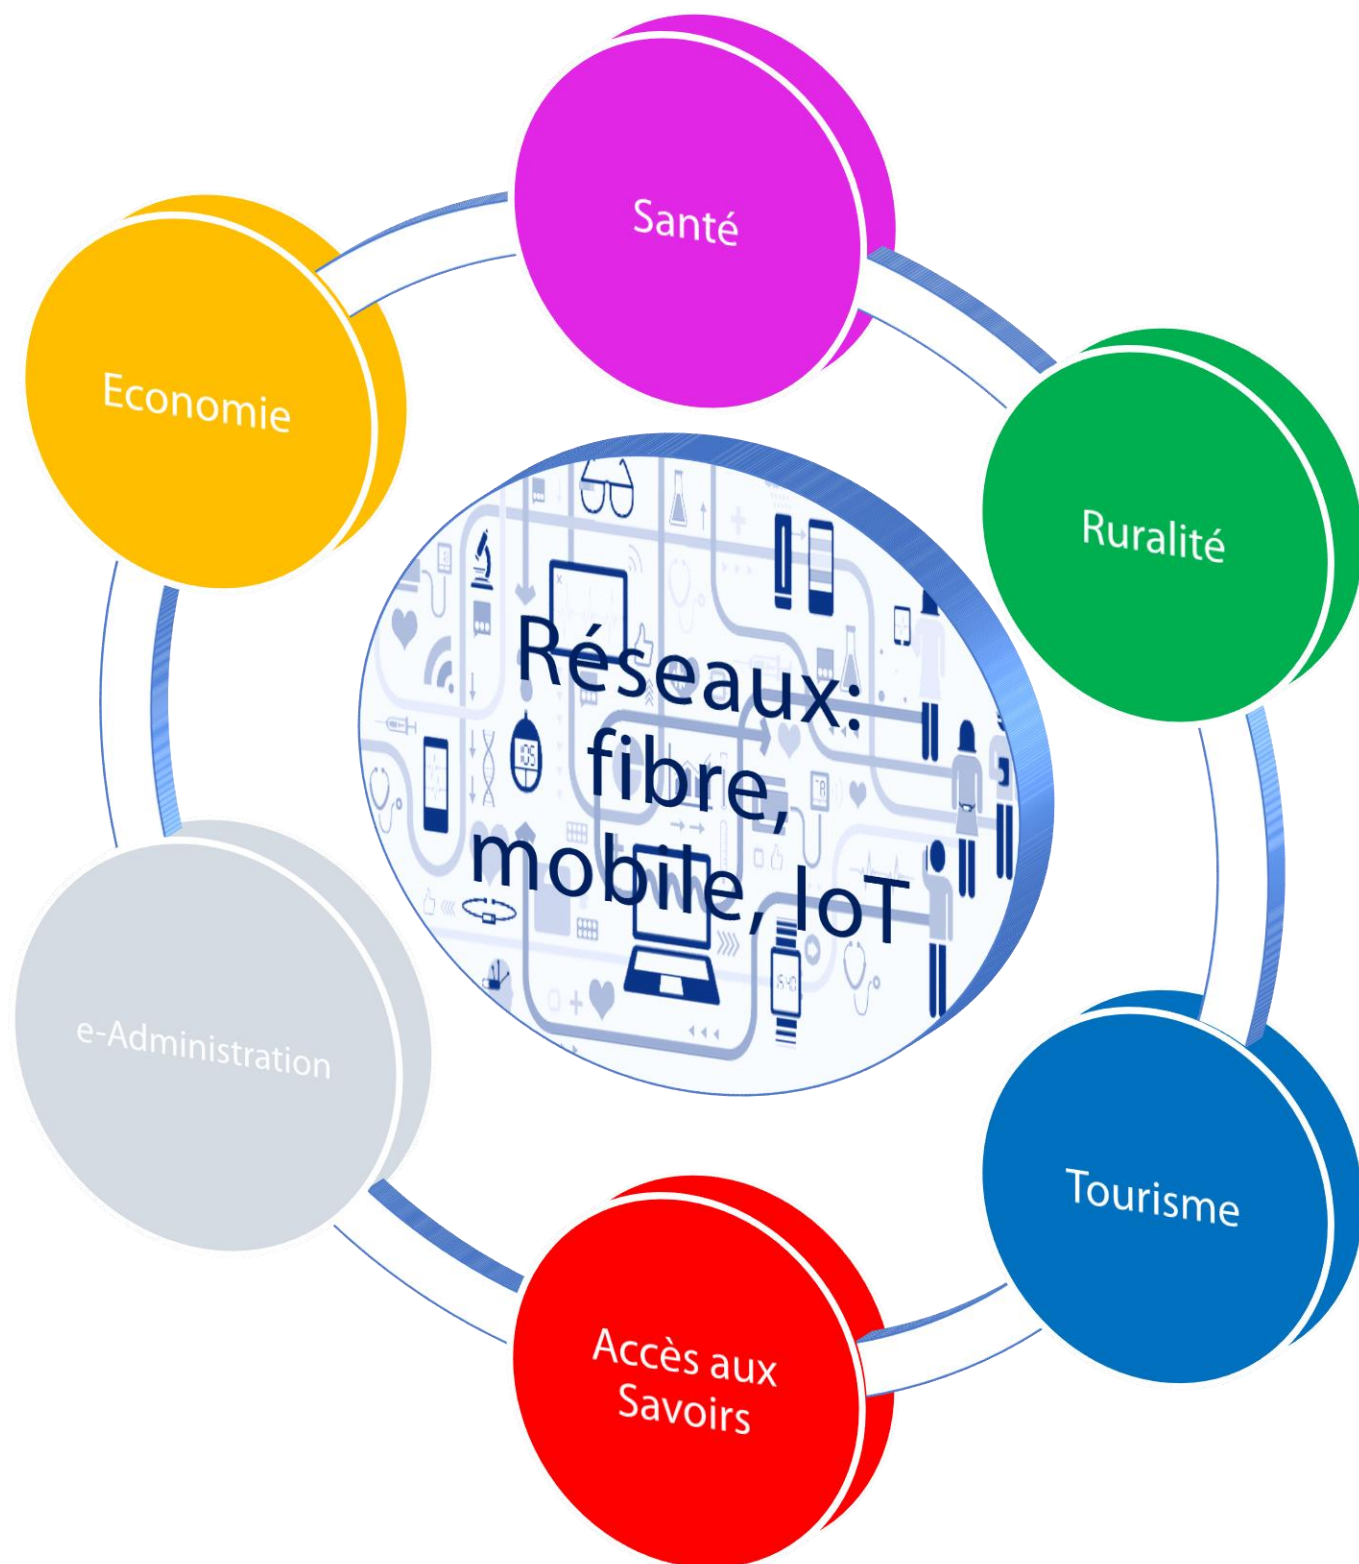 Santé
Economie
Ruralité
Réseaux:
fibre,
mobile, IoT
e-Administration
Tourisme
Accès aux
Savoirs